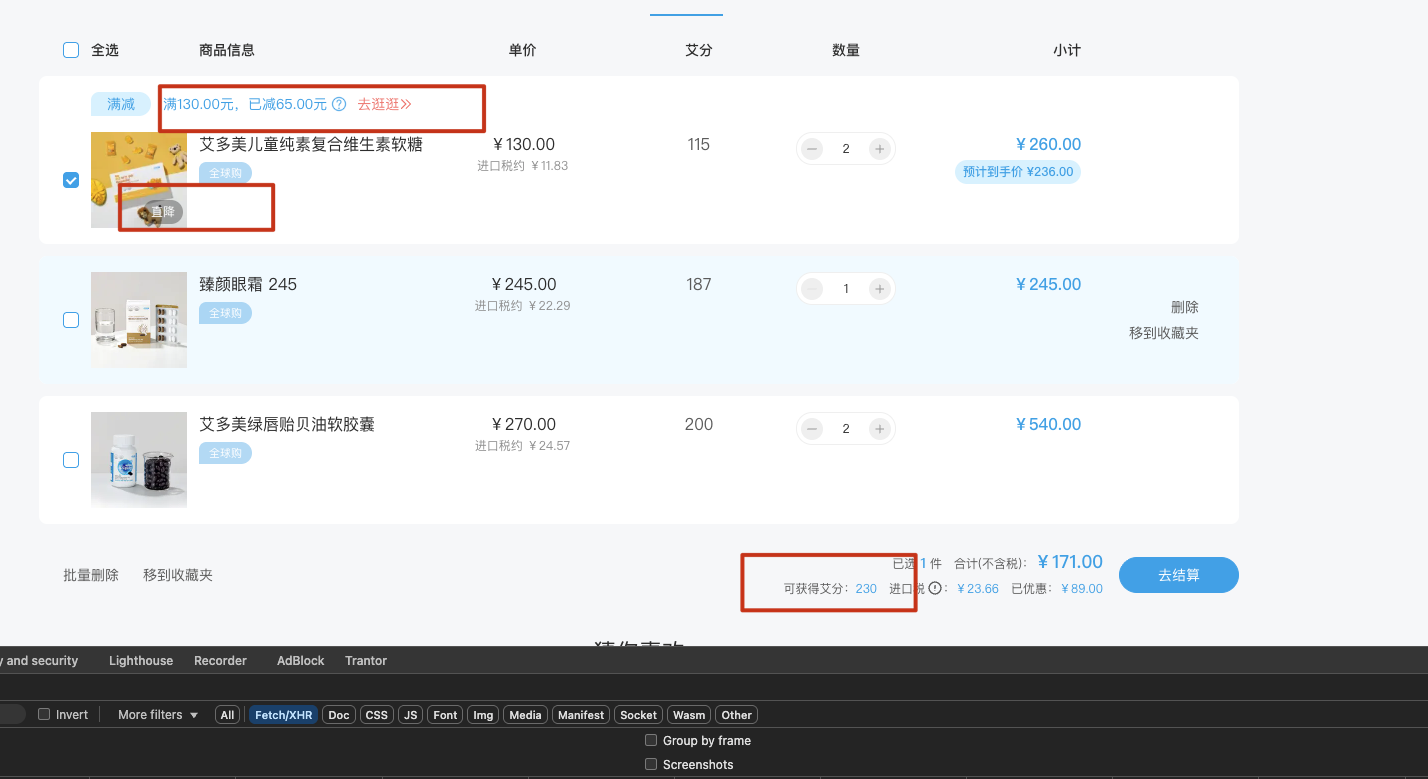 全选 商品信息 单价 艾分 数量 小计
满减 满130.00元，已减65.00元 ? 去逛逛
艾多美儿童纯素复合维生素软糖 ￥130.00 115 2 ￥260.00
全球购 进口税约 ￥11.83 预计到手价 ¥236.00
直降
臻颜眼霜 245 ￥245.00 187 1 ￥245.00
全球购 进口税约 ￥22.29 删除
移到收藏夹
艾多美绿唇贻贝油软胶囊 ￥270.00 200 2 ￥540.00
全球购 进口税约 ￥24.57
已选 1 件 合计(不含税)： ￥171.00
批量删除 移到收藏夹 去结算
可获得艾分： 230 进口税 ： ￥23.66 已优惠： ￥89.00
猜你喜欢
y and security Lighthouse Recorder AdBlock Trantor
Invert More filters All Fetch/XHR Doc CSS JS Font Img Media Manifest Socket Wasm Other
Group by frame
Screenshots